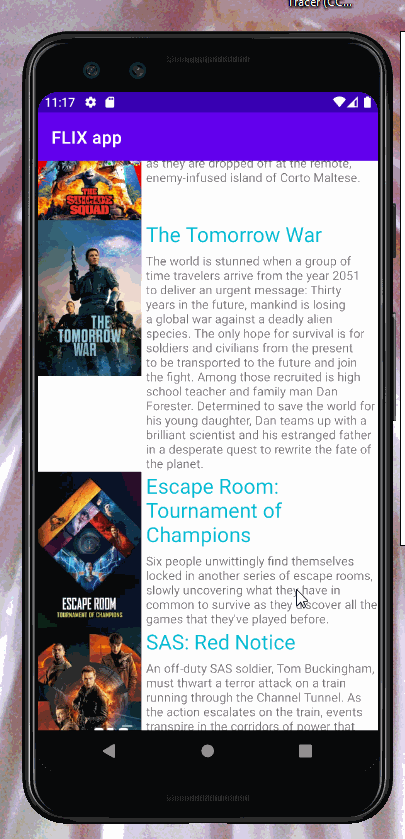 Tracer (CC...
11:17
FLIX app
THE
SUICIDE
SQUAD
as they are dropped off at the remote,
enemy-infused island of Corto Maltese.
THE
TOMORROW
WAR
The Tomorrow War
The world is stunned when a group of
time travelers arrive from the year 2051
to deliver an urgent message: Thirty
years in the future, mankind is losing
a global war against a deadly alien
species. The only hope for survival is for
soldiers and civilians from the present
to be transported to the future and join
the fight. Among those recruited is high
school teacher and family man Dan
Forester. Determined to save the world for
his young daughter, Dan teams up with a
brilliant scientist and his estranged father
in a desperate quest to rewrite the fate of
the planet.
ESCAPE ROOM
TOURNAMENT OF CHAMPIONS
Escape Room:
Tournament of
Champions
Six people unwittingly find themselves
locked in another series of escape rooms,
slowly uncovering what they have in
common to survive as they discover all the
games that they've played before.
SAS: Red Notice
An off-duty SAS soldier, Tom Buckingham,
must thwart a terror attack on a train
running through the Channel Tunnel. As
the action escalates on the train, events
transpire in the corridors of power that